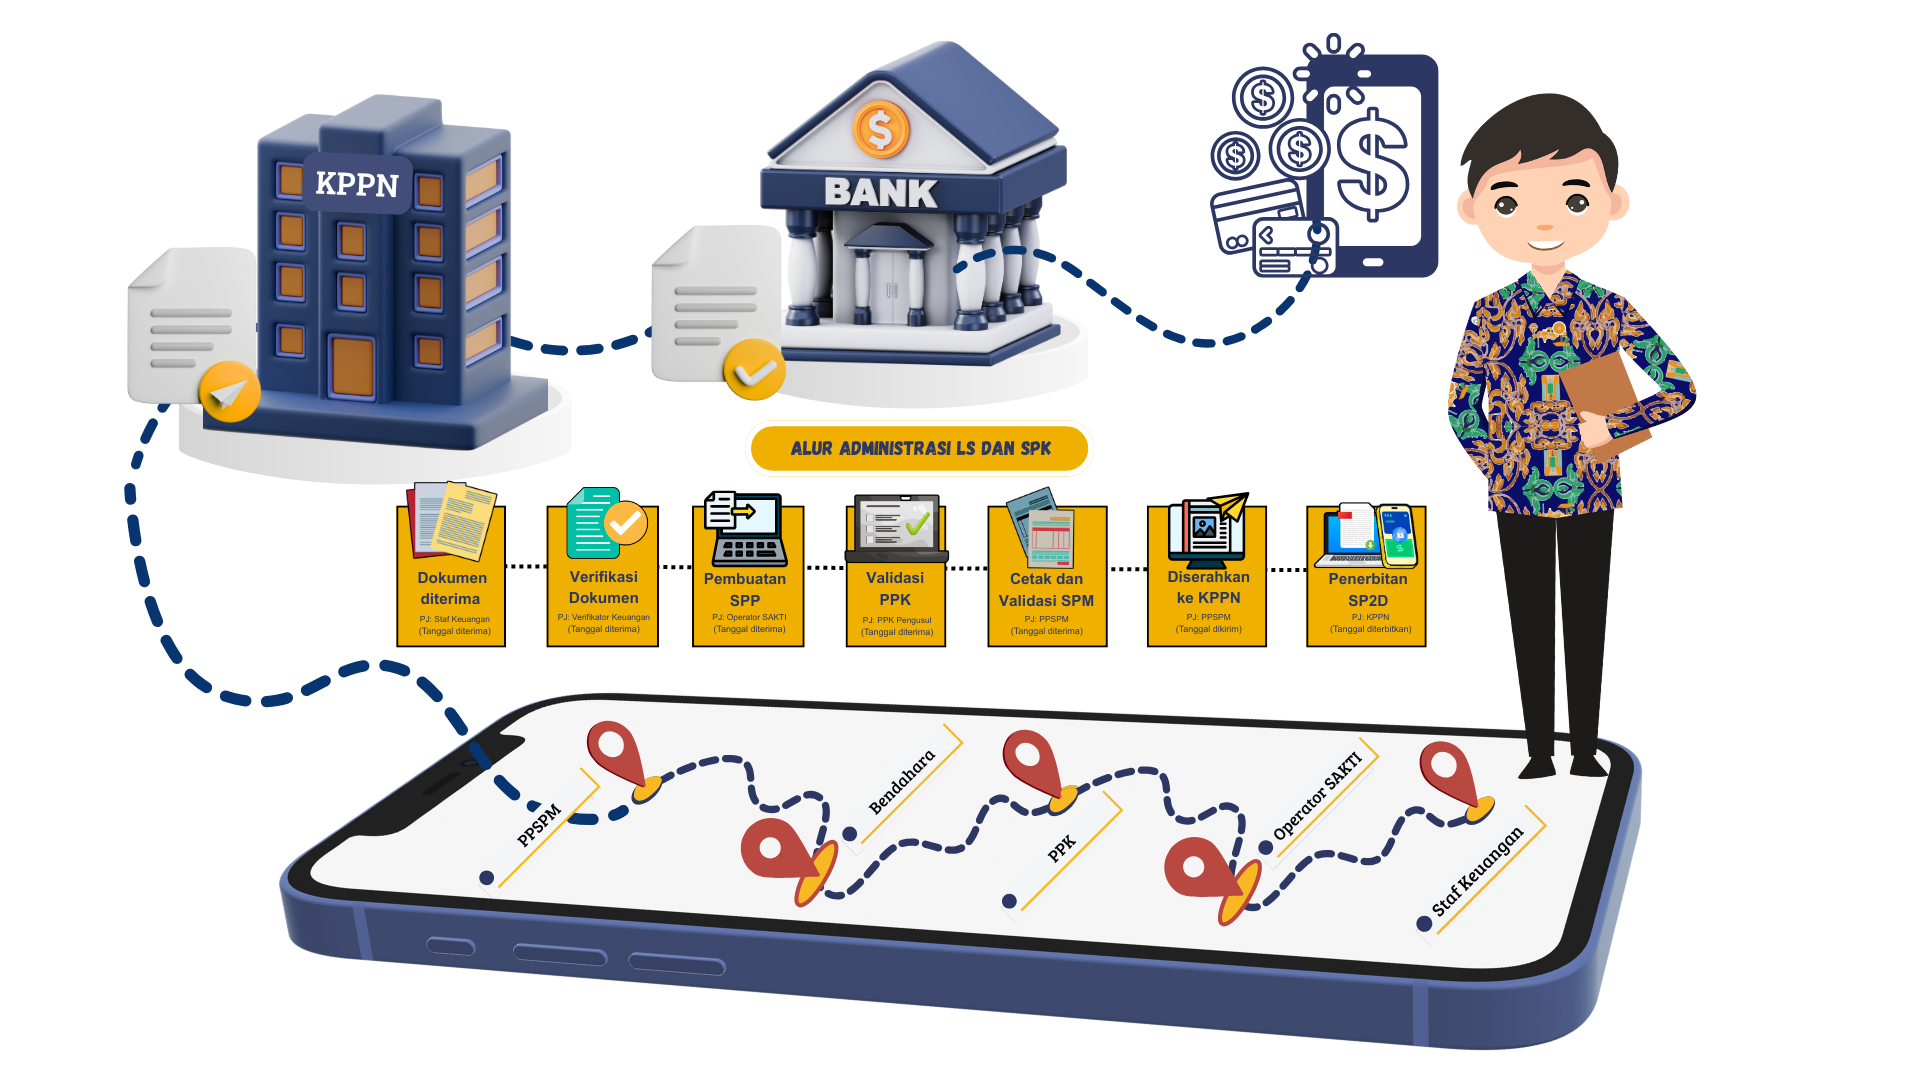 KPPN
BANK
ALUR ADMINISTRASI LS DAN SPK
Dokumen
diterima
PJ: Staf Keuangan
(Tanggal diterima)
Verifikasi
Dokumen
PJ: Verifikator Keuangan
(Tanggal diterima)
Pembuatan
SPP
PJ: Operator SAKTI
(Tanggal diterima)
Validasi
PPK
PJ: PPK Pengusul
(Tanggal diterima)
Cetak dan
Validasi SPM
PJ: PPSPM
(Tanggal diterima)
Diserahkan
ke KPPN
PJ: PPSPM
(Tanggal dikirim)
Penerbitan
SP2D
PJ: KPPN
(Tanggal diterbitkan)
PPSPM
Bendahara
PPK
Operator SAKTI
Staf Keuangan